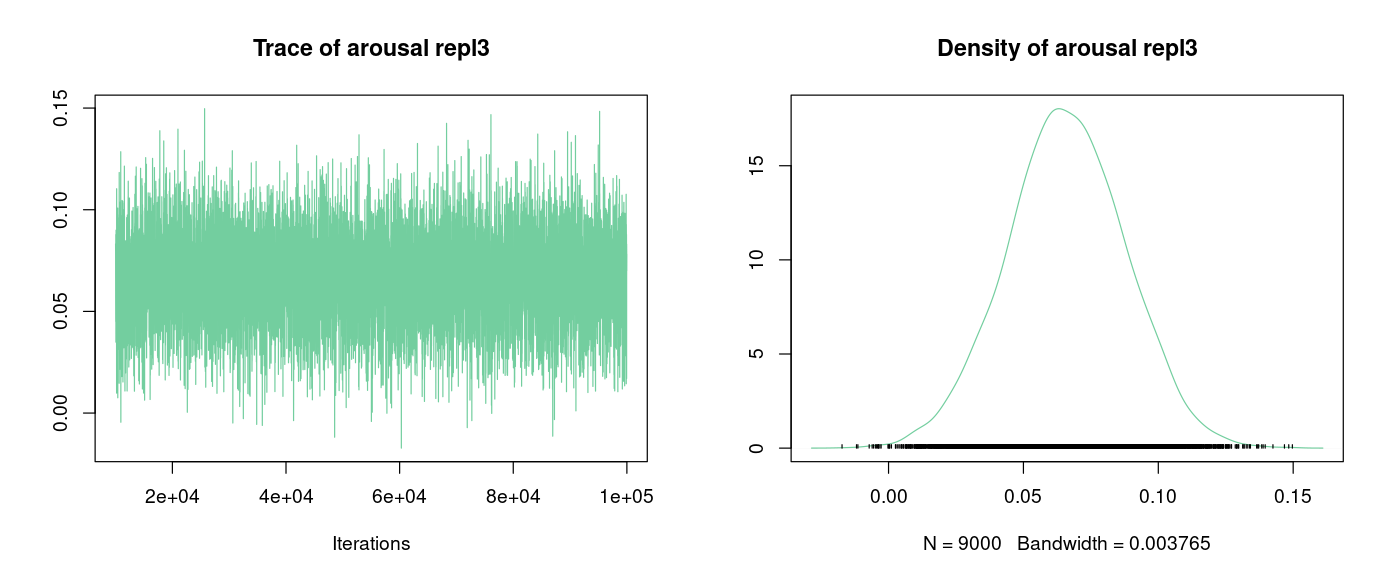 Trace of arousal repl3
0.15
0.10
0.05
0.00
2e+04 4e+04 6e+04 8e+04 1e+05
Iterations
Density of arousal repl3
15
10
5
0
0.00 0.05 0.10 0.15
N = 9000 Bandwidth = 0.003765